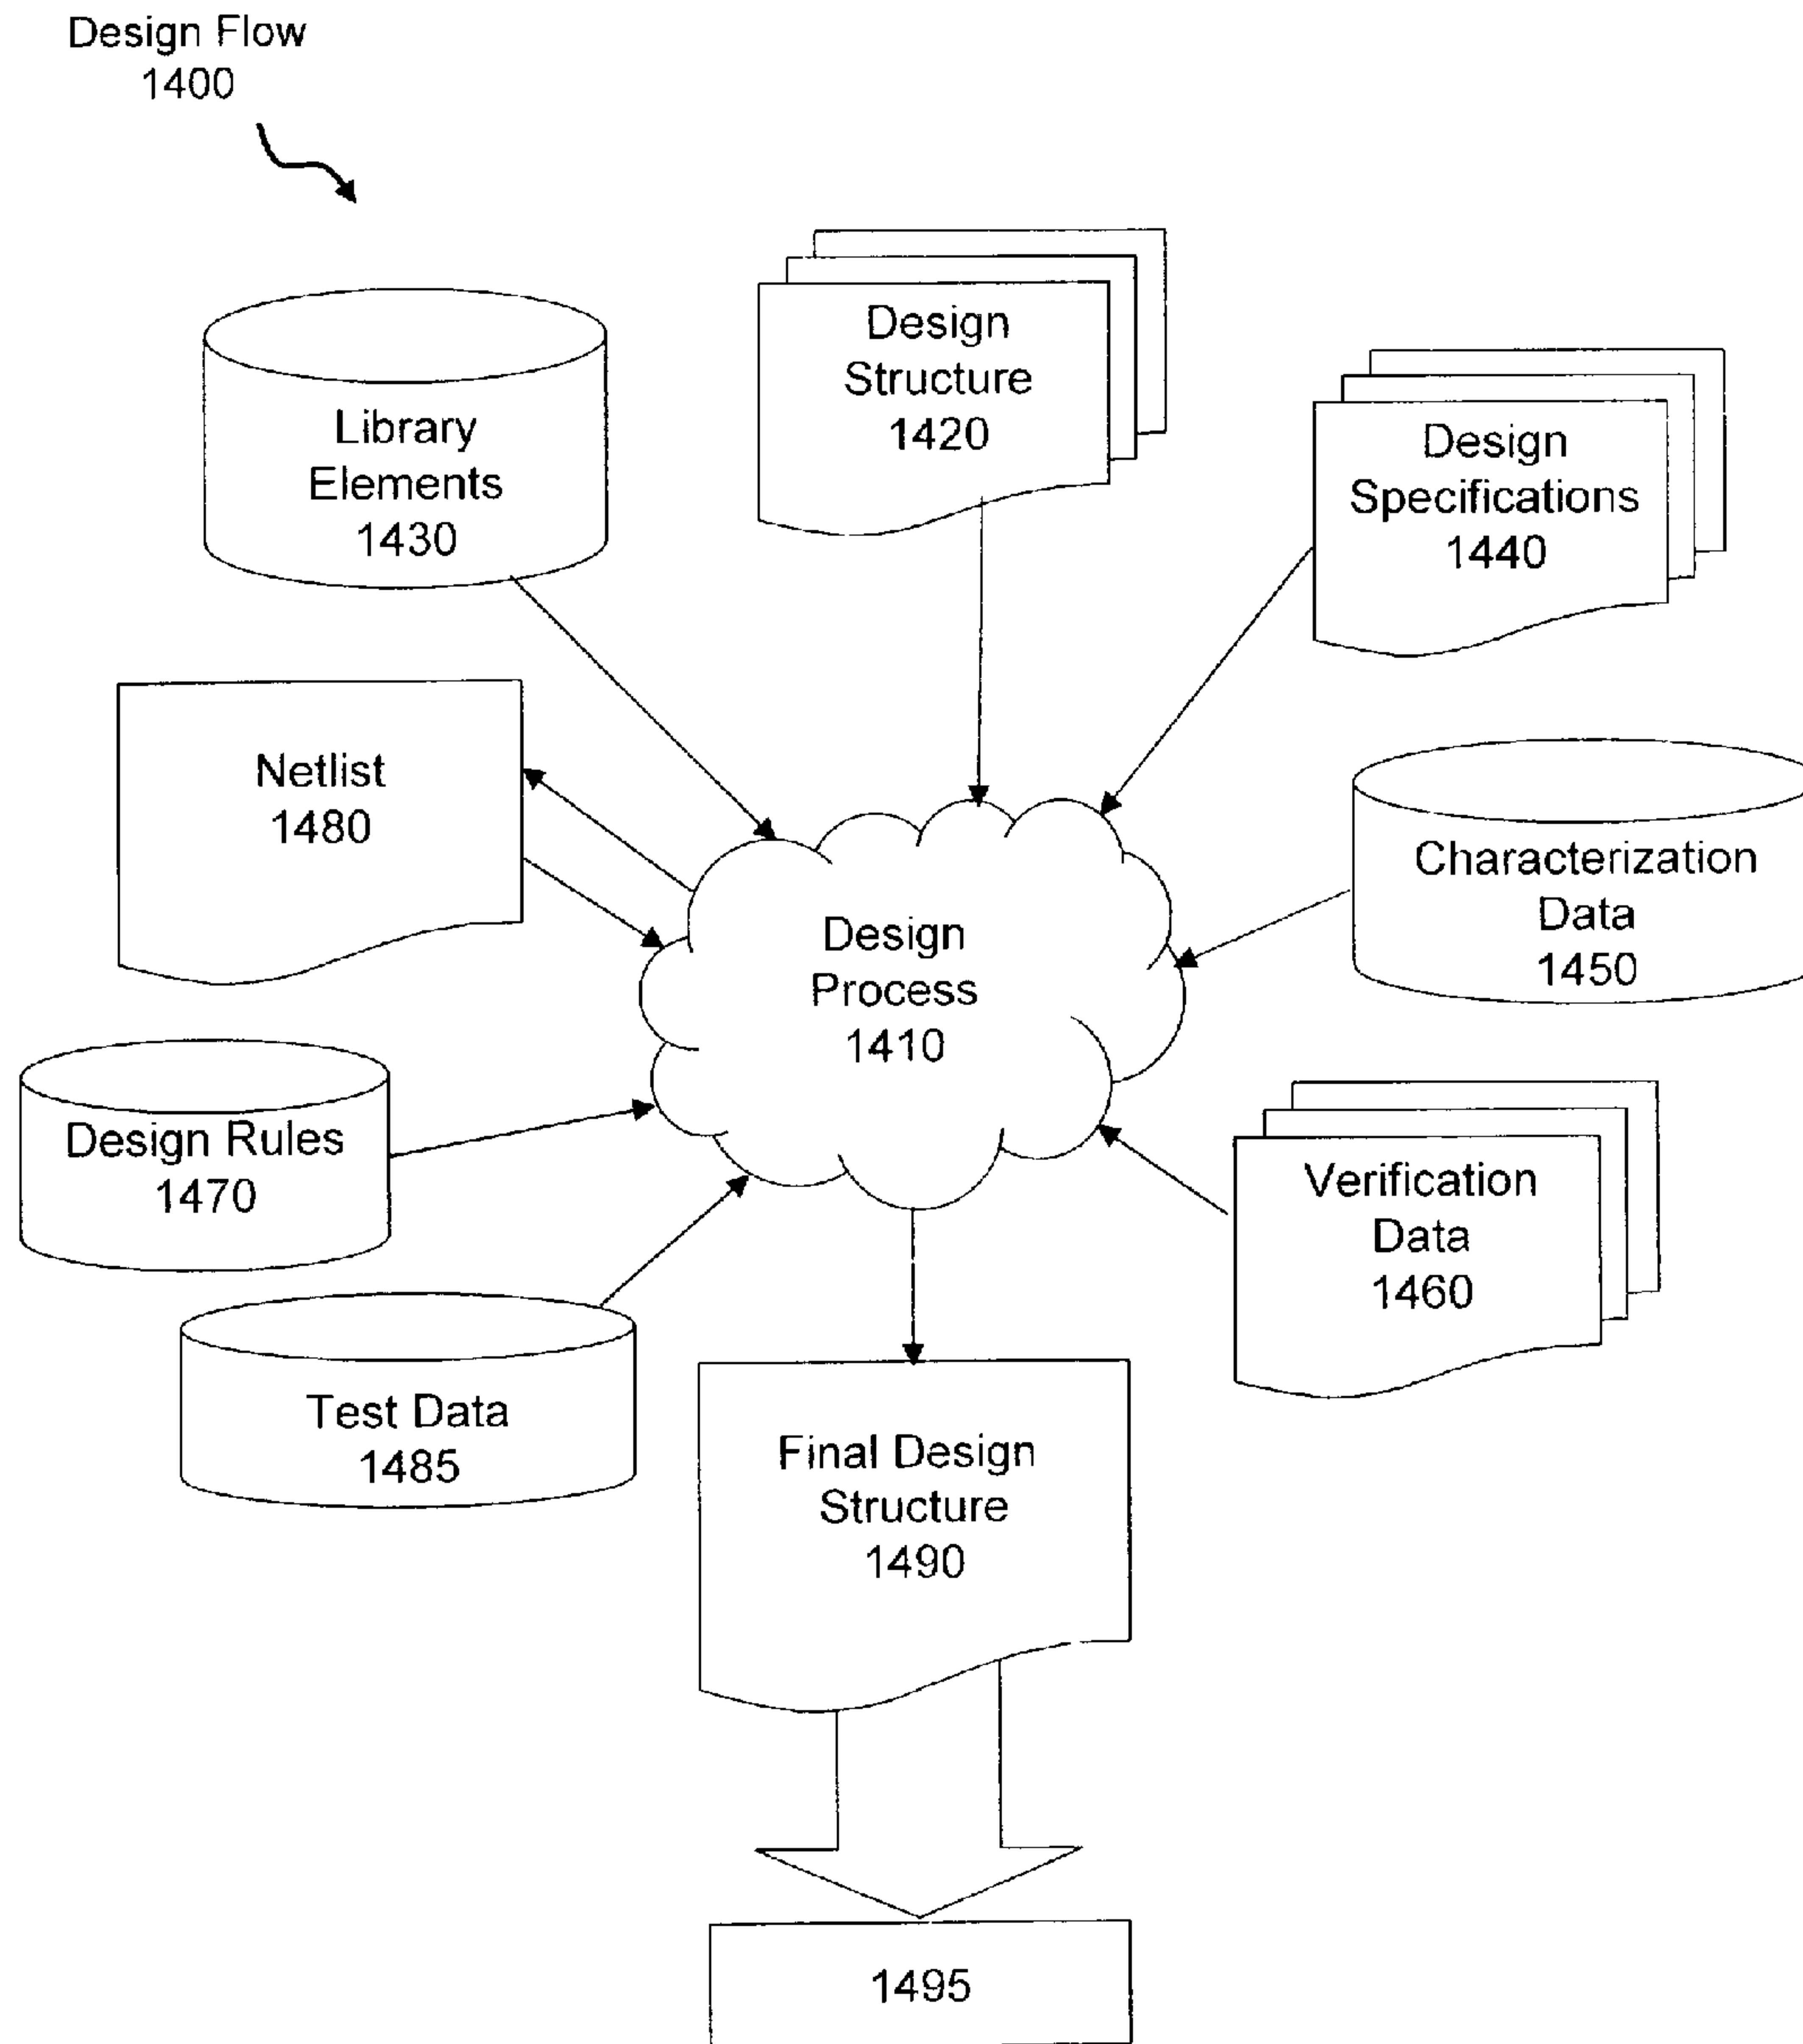 Design Flow
1400
Design
Structure
1420
Library
Elements
1430
Design
Specifications
1440
Netlist
1480
Characterization
Data
1450
Design
Process
1410
Design Rules
1470
Verification
Data
1460
Test Data
1485
Final Design
Structure
1490
1495